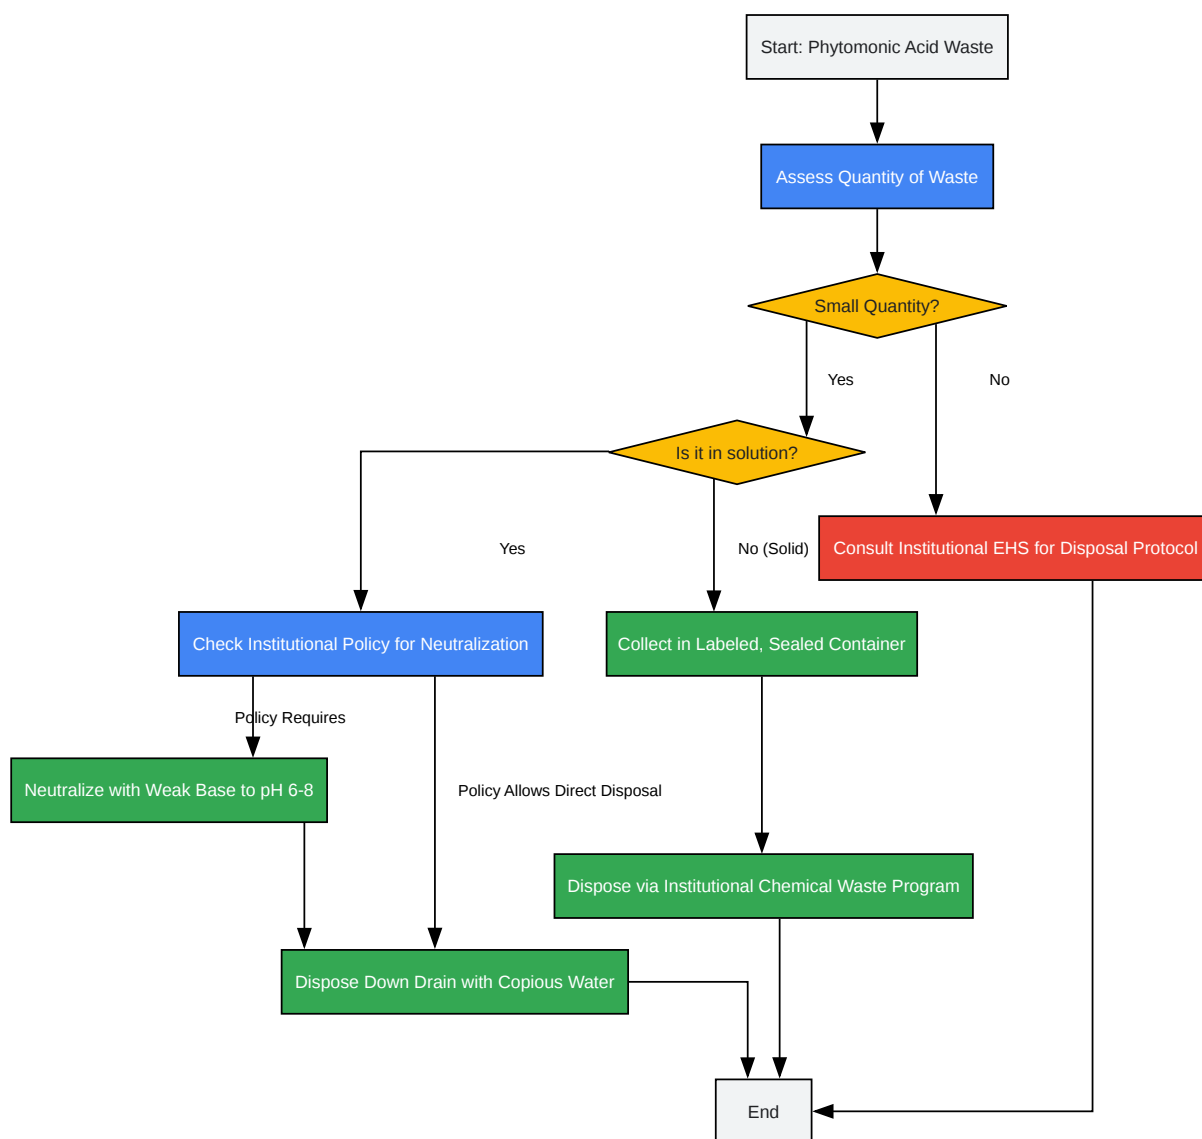 Start: Phytomonic Acid Waste
Assess Quantity of Waste
Small Quantity?
Yes
No
Is it in solution?
Consult Institutional EHS for Disposal Protocol
Yes
No (Solid)
Check Institutional Policy for Neutralization
Collect in Labeled, Sealed Container
Policy Requires
Neutralize with Weak Base to pH 6-8
Policy Allows Direct Disposal
Dispose via Institutional Chemical Waste Program
Dispose Down Drain with Copious Water
End